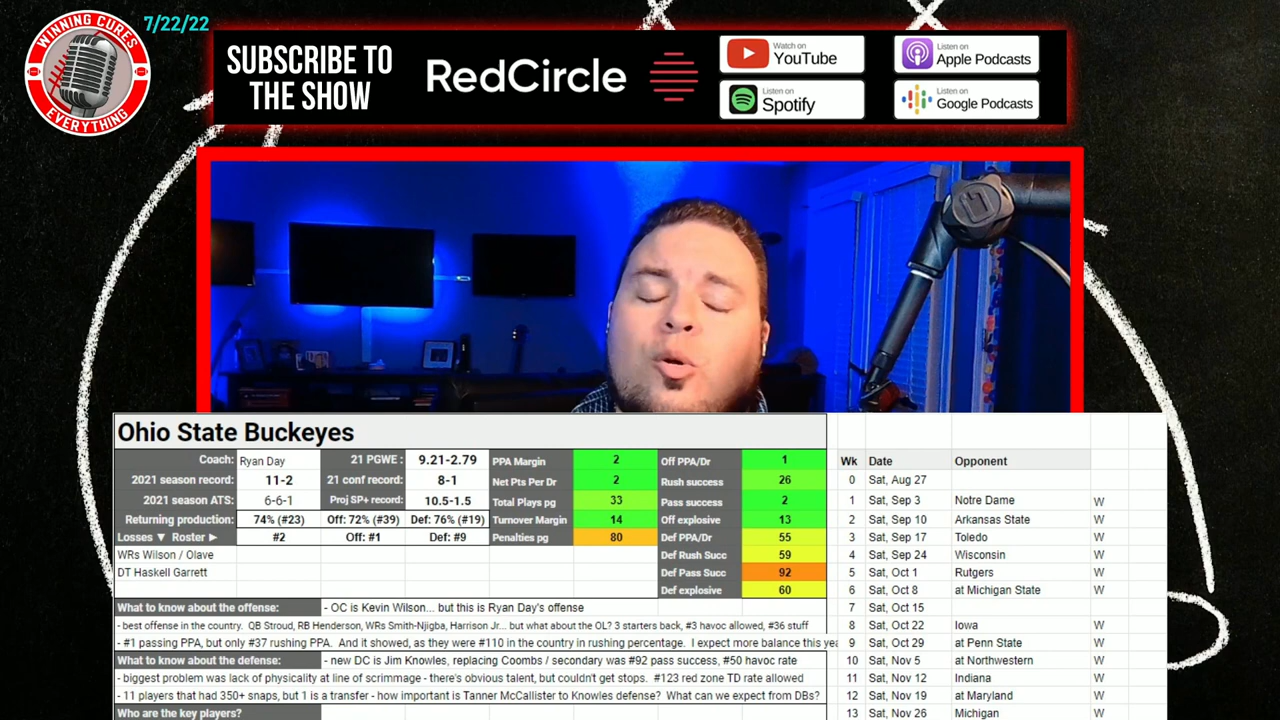 WINNING CURES
EVERYTHING
7/22/22
SUBSCRIBE TO
THE SHOW
RedCircle
Watch on
YouTube
Listen on
Apple Podcasts
Listen on
Spotify
Listen on
Google Podcasts
Ohio State Buckeyes
Coach: Ryan Day 21 PGWE : 9.21-2.79 PPA Margin 2 Off PPA/Dr 1
2021 season record: 11-2 21 conf record: 8-1 Net Pts Per Dr 2 Rush success 26
2021 season ATS: 6-6-1 Proj SP+ record: 10.5-1.5 Total Plays pg 33 Pass success 2
Returning production: 74% (#23) Off: 72% (#39) Def: 76% (#19) Turnover Margin 14 Off explosive 13
Losses ▼ Roster ► #2 Off: #1 Def: #9 Penalties pg 80 Def PPA/Dr 55
WRs Wilson / Olave Def Rush Succ 59
DT Haskell Garrett Def Pass Succ 92
Def explosive 60
What to know about the offense: - OC is Kevin Wilson... but this is Ryan Day's offense
- best offense in the country. QB Stroud, RB Henderson, WRs Smith-Njigba, Harrison Jr... but what about the OL? 3 starters back, #3 havoc allowed, #36 stuff
- #1 passing PPA, but only #37 rushing PPA. And it showed, as they were #110 in the country in rushing percentage. I expect more balance this yea
What to know about the defense: - new DC is Jim Knowles, replacing Coombs / secondary was #92 pass success, #50 havoc rate
- biggest problem was lack of physicality at line of scrimmage - there's obvious talent, but couldn't get stops. #123 red zone TD rate allowed
- 11 players that had 350+ snaps, but 1 is a transfer - how important is Tanner McCallister to Knowles defense? What can we expect from DBs?
Who are the key players?
Wk Date Opponent
0 Sat, Aug 27
1 Sat, Sep 3 Notre Dame W
2 Sat, Sep 10 Arkansas State W
3 Sat, Sep 17 Toledo W
4 Sat, Sep 24 Wisconsin W
5 Sat, Oct 1 Rutgers W
6 Sat, Oct 8 at Michigan State W
7 Sat, Oct 15
8 Sat, Oct 22 Iowa W
9 Sat, Oct 29 at Penn State W
10 Sat, Nov 5 at Northwestern W
11 Sat, Nov 12 Indiana W
12 Sat, Nov 19 at Maryland W
13 Sat, Nov 26 Michigan W